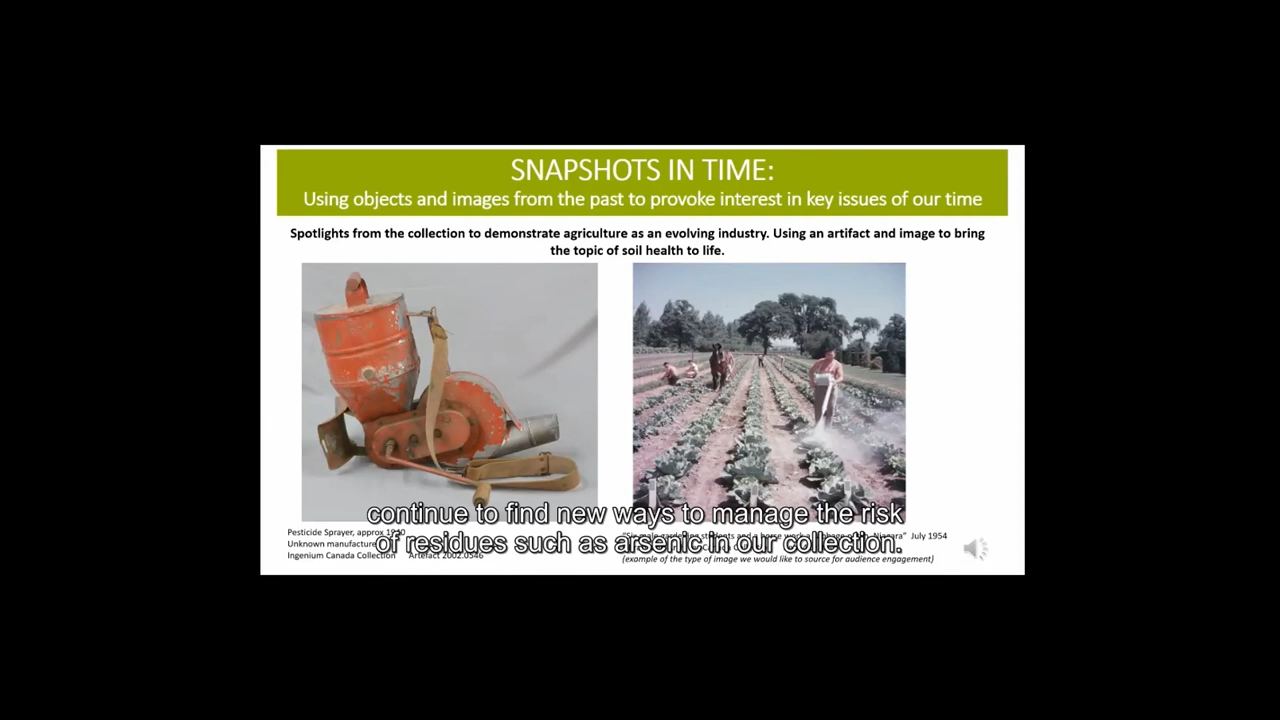 SNAPSHOTS IN TIME:
Using objects and images from the past to provoke interest in key issues of our time
Spotlights from the collection to demonstrate agriculture as an evolving industry. Using an artifact and image to bring
the topic of soil health to life.
continue to find new ways to manage the risk
of residues such as arsenic in our collection.
Pesticide Sprayer, approx
Unknown manufacturer
Ingenium Canada Collection Artefact 2002.0546
July 1954
(example of the type of image we would like to source for audience engagement)